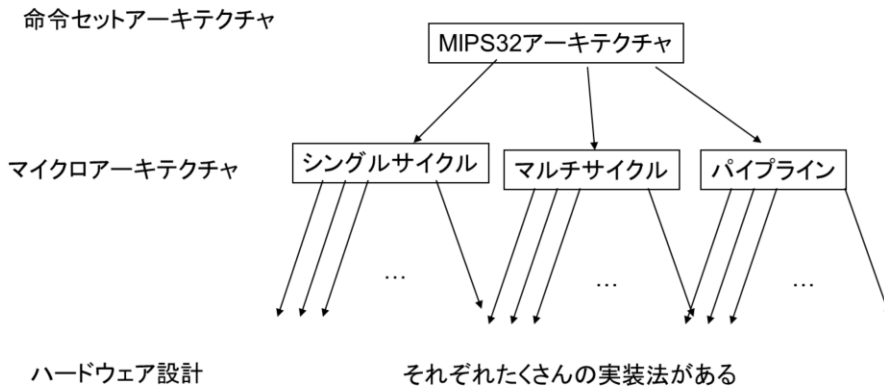 命令セットアーキテクチャ
MIPS32アーキテクチャ
マイクロアーキテクチャ
シングルサイクル
マルチサイクル
パイプライン
…
…
…
ハードウェア設計
それぞれたくさんの実装法がある